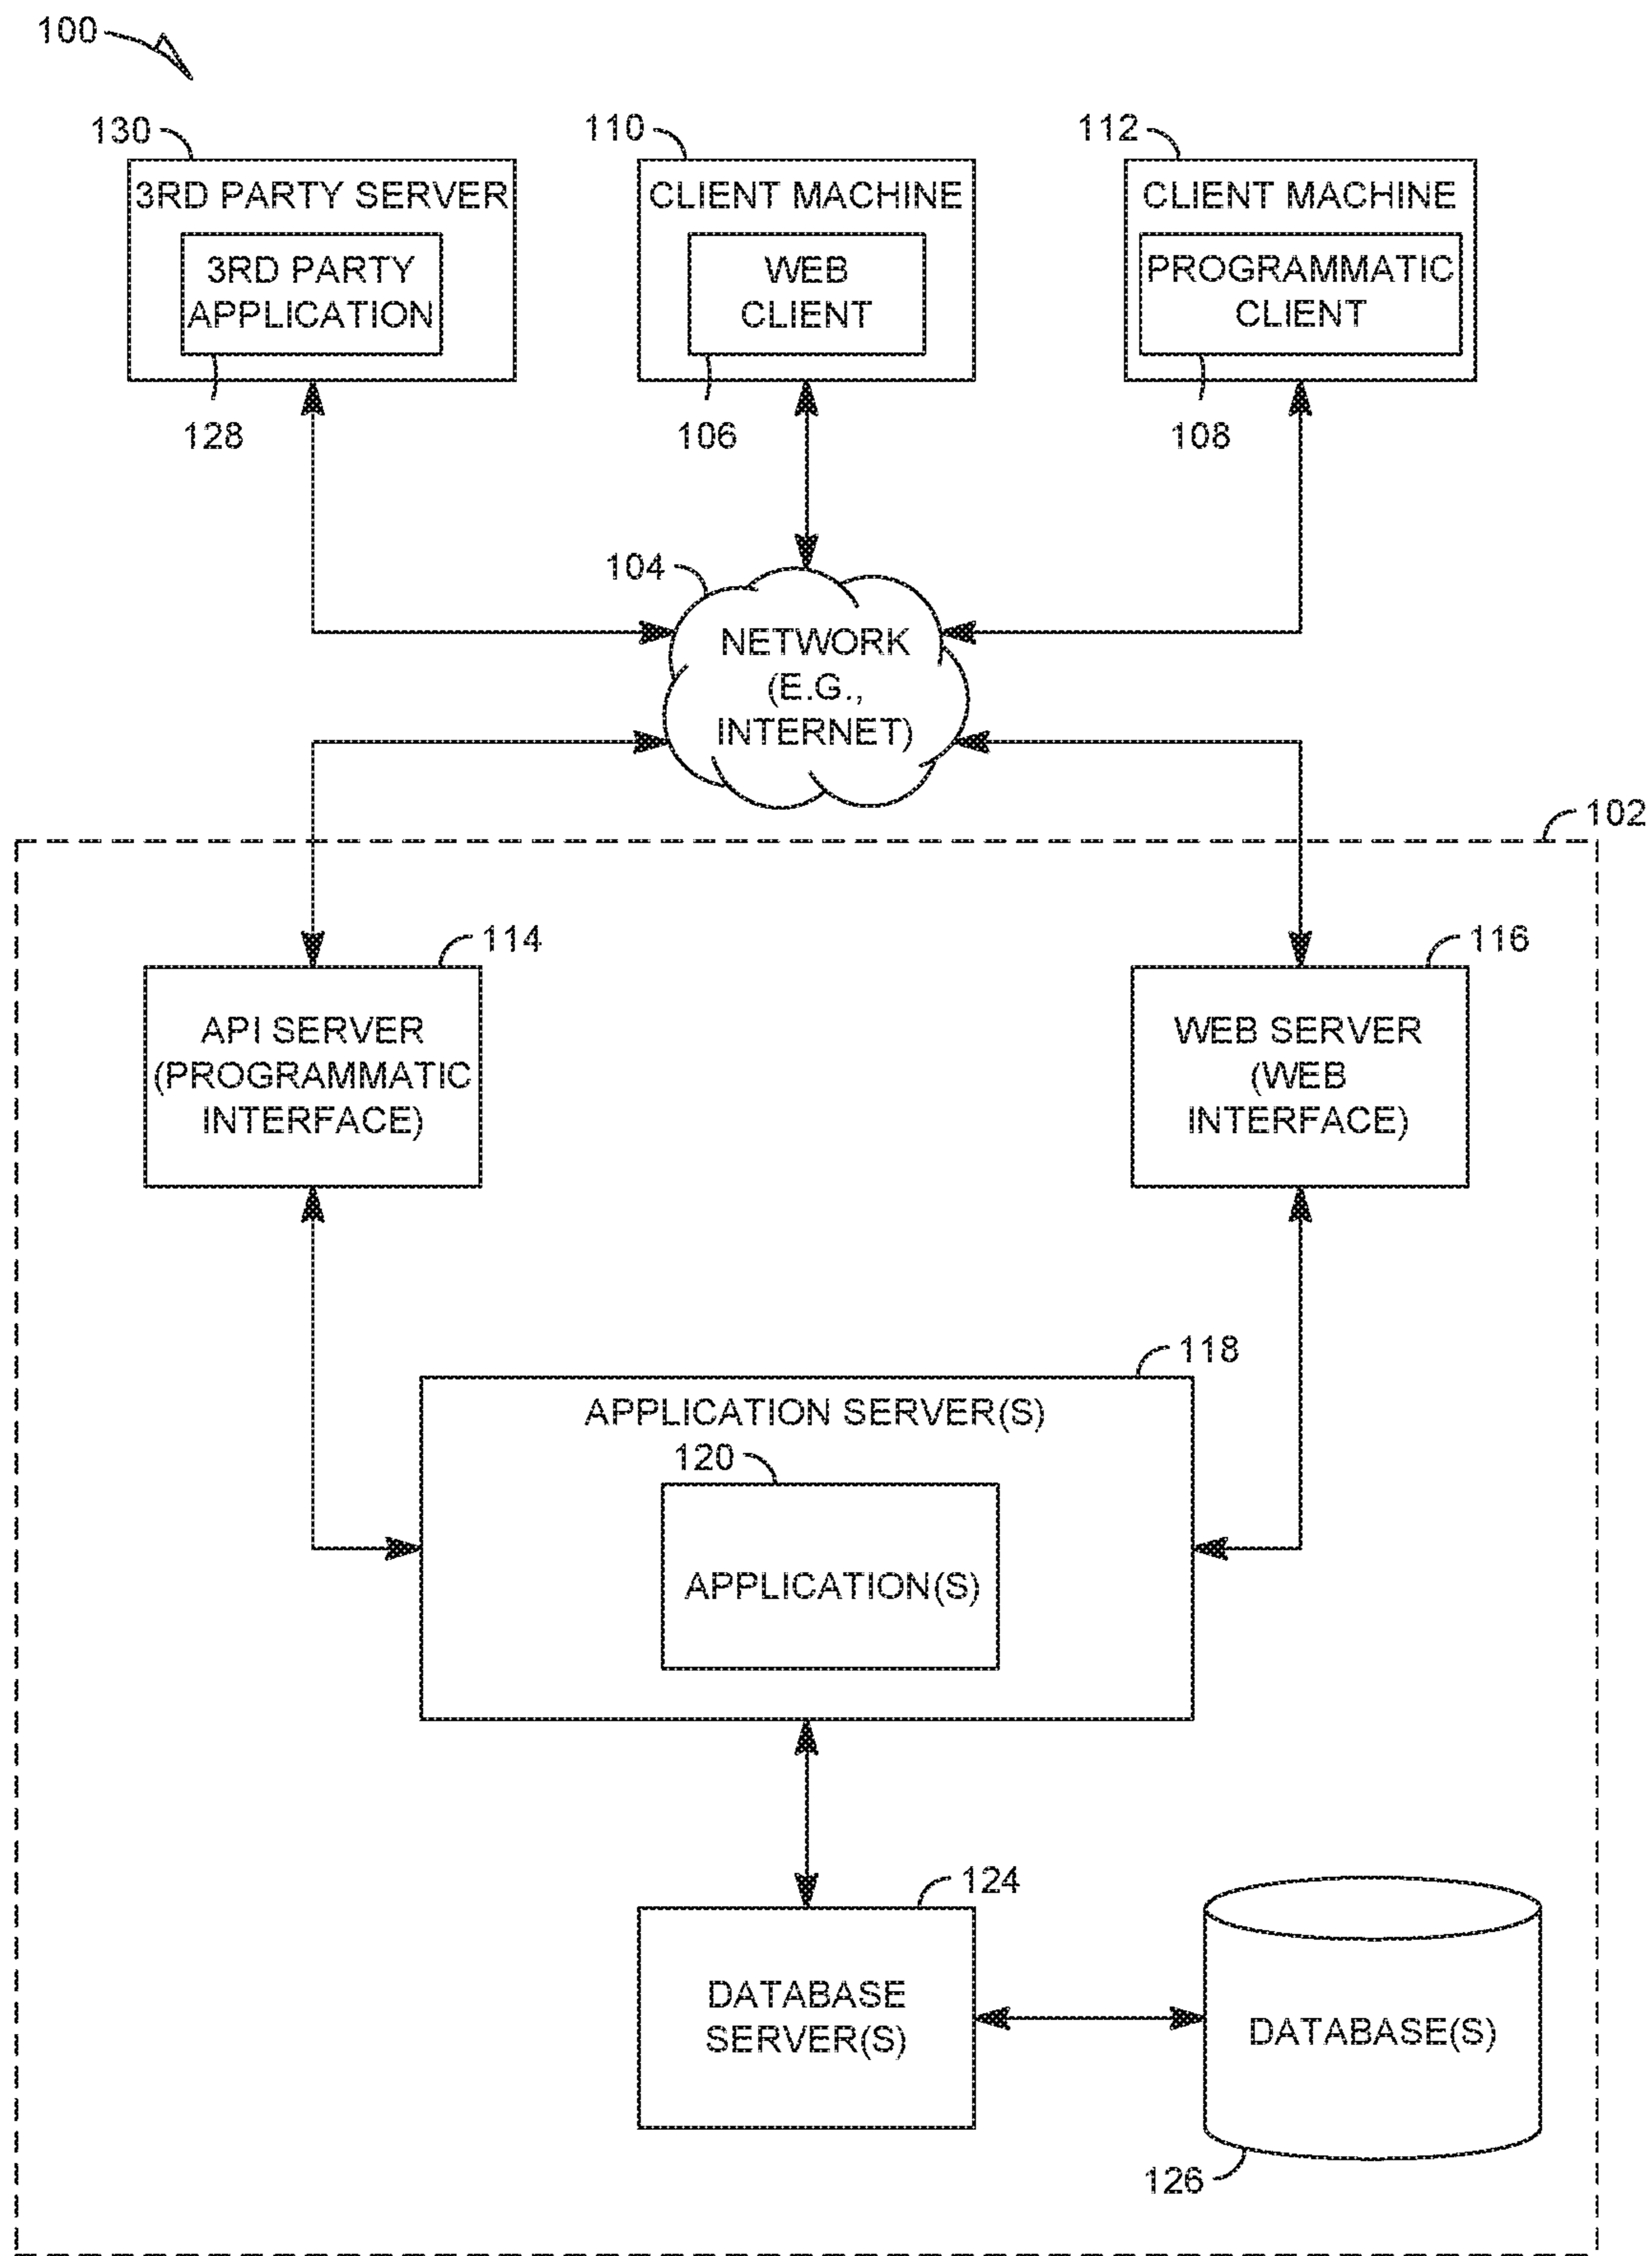 100
130
110
112
3RD PARTY SERVER
CLIENT MACHINE
CLIENT MACHINE
3RD PARTY
APPLICATION
WEB
CLIENT
PROGRAMMATIC
CLIENT
128
106
108
104
NETWORK
(E.G.,
INTERNET)
102
114
116
API SERVER
(PROGRAMMATIC
INTERFACE)
WEB SERVER
(WEB
INTERFACE)
118
APPLICATION SERVER(S)
120
APPLICATION(S)
124
DATABASE
SERVER(S)
DATABASE(S)
126